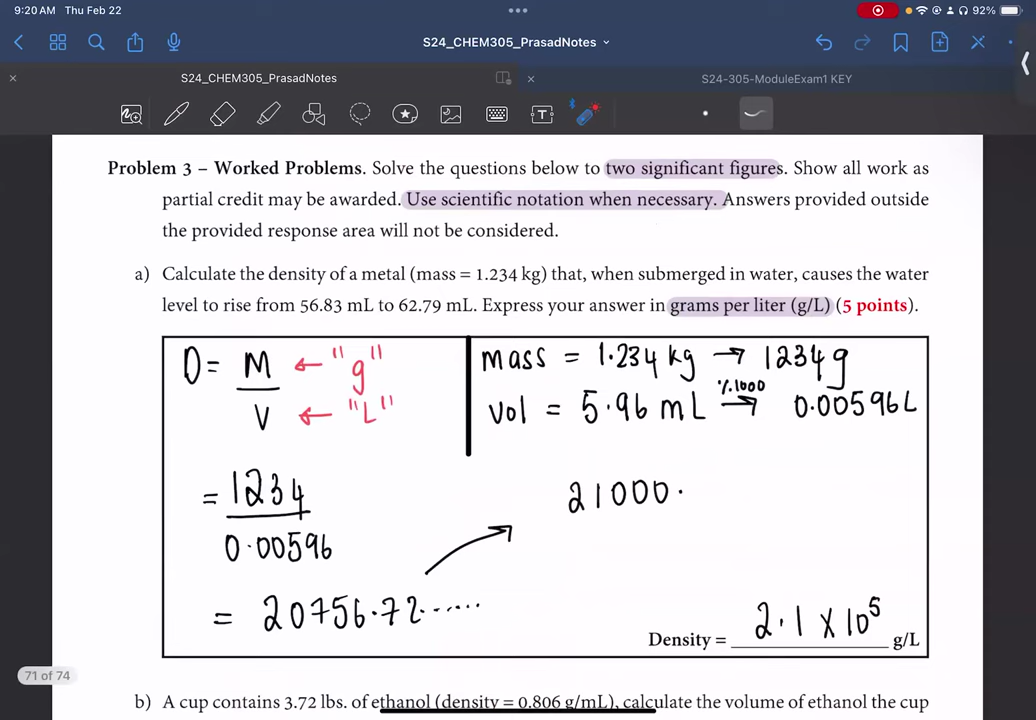 9:20 AM Thu Feb 22
92%
S24_CHEM305_PrasadNotes
S24_CHEM305_PrasadNotes
S24-305-ModuleExam1 KEY
Problem 3 – Worked Problems. Solve the questions below to two significant figures. Show all work as
partial credit may be awarded. Use scientific notation when necessary. Answers provided outside
the provided response area will not be considered.
a) Calculate the density of a metal (mass = 1.234 kg) that, when submerged in water, causes the water
level to rise from 56.83 mL to 62.79 mL. Express your answer in grams per liter (g/L) (5 points).
D = M ← "g"
V ← "L"
mass = 1.234 kg → 1234g
%1000
vol = 5.96 mL → 0.00596L
= 1234
0.00596
21000.
= 20756.72......
Density = 2.1 x 10⁵ g/L
71 of 74
b) A cup contains 3.72 lbs. of ethanol (density = 0.806 g/mL), calculate the volume of ethanol the cup